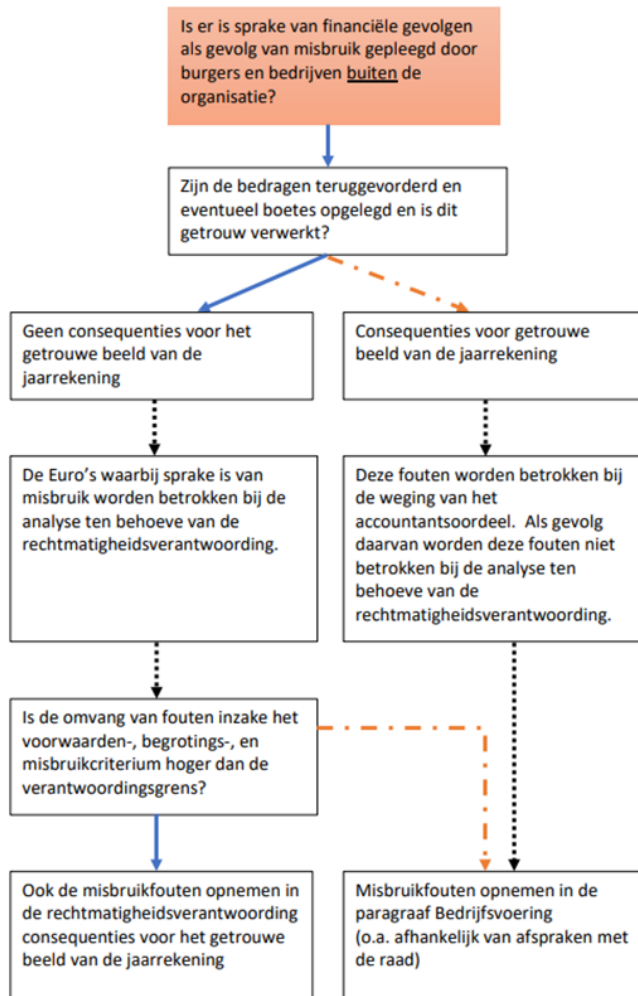 Is er is sprake van financiële gevolgen
als gevolg van misbruik gepleegd door
burgers en bedrijven buiten de
organisatie?
Zijn de bedragen teruggevorderd en
eventueel boetes opgelegd en is dit
getrouw verwerkt?
Geen consequenties voor het
getrouwe beeld van de
jaarrekening
Consequenties voor getrouwe
beeld van de jaarrekening
De Euro's waarbij sprake is van
misbruik worden betrokken bij de
analyse ten behoeve van de
rechtmatigheidsverantwoording.
Deze fouten worden betrokken bij
de weging van het
accountantsoordeel. Als gevolg
daarvan worden deze fouten niet
betrokken bij de analyse ten
behoeve van de
rechtmatigheidsverantwoording.
Is de omvang van fouten inzake het
voorwaarden-, begrotings-, en
misbruikcriterium hoger dan de
verantwoordingsgrens?
Ook de misbruikfouten opnemen in
de rechtmatigheidsverantwoording
consequenties voor het getrouwe
beeld van de jaarrekening
Misbruikfouten opnemen in de
paragraaf Bedrijfsvoering
(o.a. afhankelijk van afspraken met
de raad)